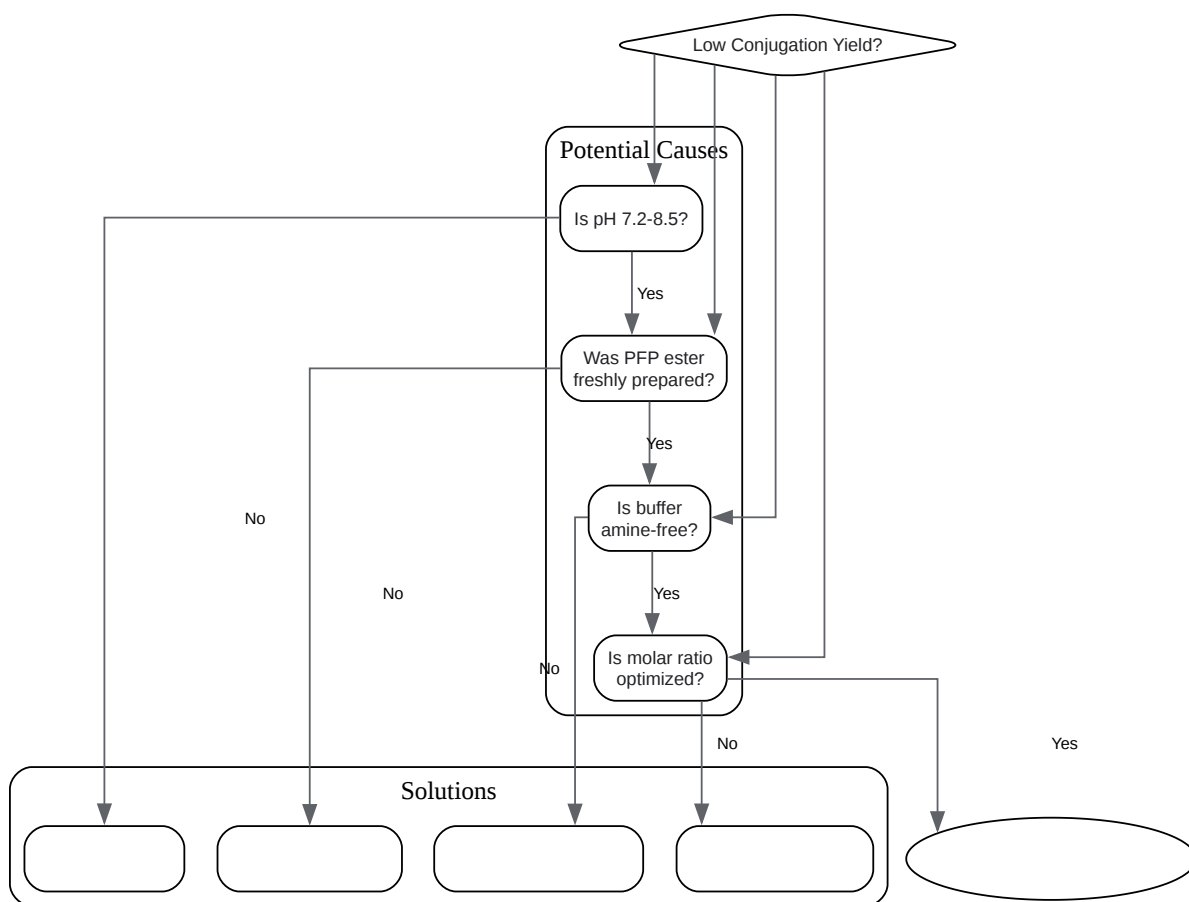 Low Conjugation Yield?
Potential Causes
Is pH 7.2-8.5?
Yes
Was PFP ester
freshly prepared?
Yes
Is buffer
amine-free?
No
No
Yes
Is molar ratio
optimized?
No
No
Yes
Solutions